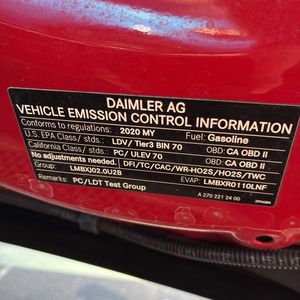 DAIMLER AG
VEHICLE EMISSION CONTROL INFORMATION
Conforms to regulations: 2020 MY Fuel: Gasoline
U.S. EPA Class/ stds.: LDV/ Tier3 BIN 70 OBD: CA OBD II
California Class/ stds.: PC/ ULEV 70 OBD: CA OBD II
No adjustments needed. DFI/TC/CAC/WR-HO2S/HO2S/TWC
Group: LMBXJ02.0U2B EVAP: LMBXR0110LNF
Remarks: PC/LDT Test Group
A 270 221 24 00